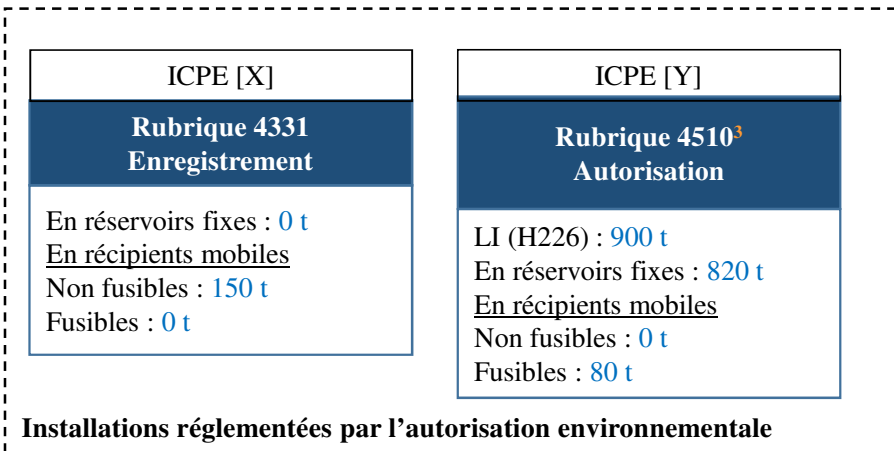 ICPE [X]
Rubrique 4331
Enregistrement
En réservoirs fixes : 0 t
En récipients mobiles
Non fusibles : 150 t
Fusibles : 0 t
ICPE [Y]
Rubrique 4510³
Autorisation
LI (H226) : 900 t
En réservoirs fixes : 820 t
En récipients mobiles
Non fusibles : 0 t
Fusibles : 80 t
Installations réglementées par l’autorisation environnementale